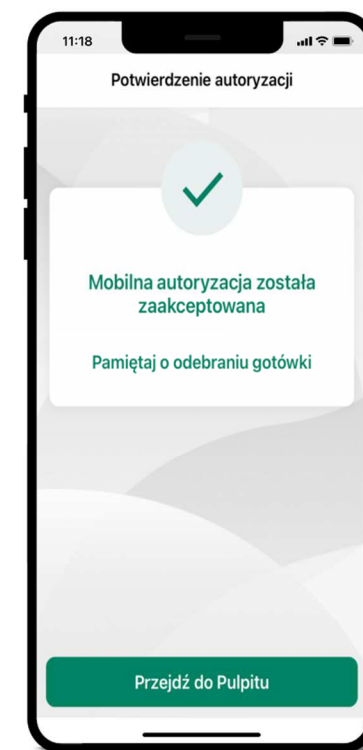 11:18
Potwierdzenie autoryzacji
Mobilna autoryzacja została
zaakceptowana
Pamiętaj o odebraniu gotówki
Przejdź do Pulpitu